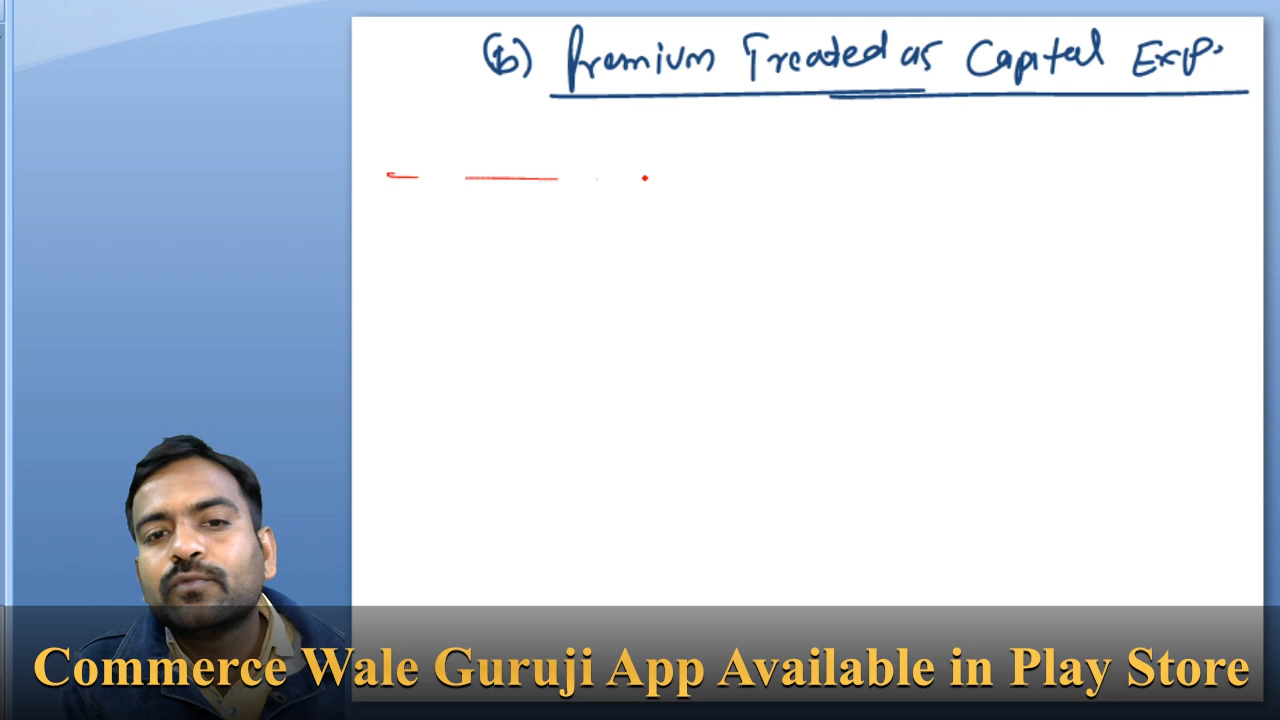 (b) Premium Treated as Capital Exp.
Commerce Wale Guruji App Available in Play Store